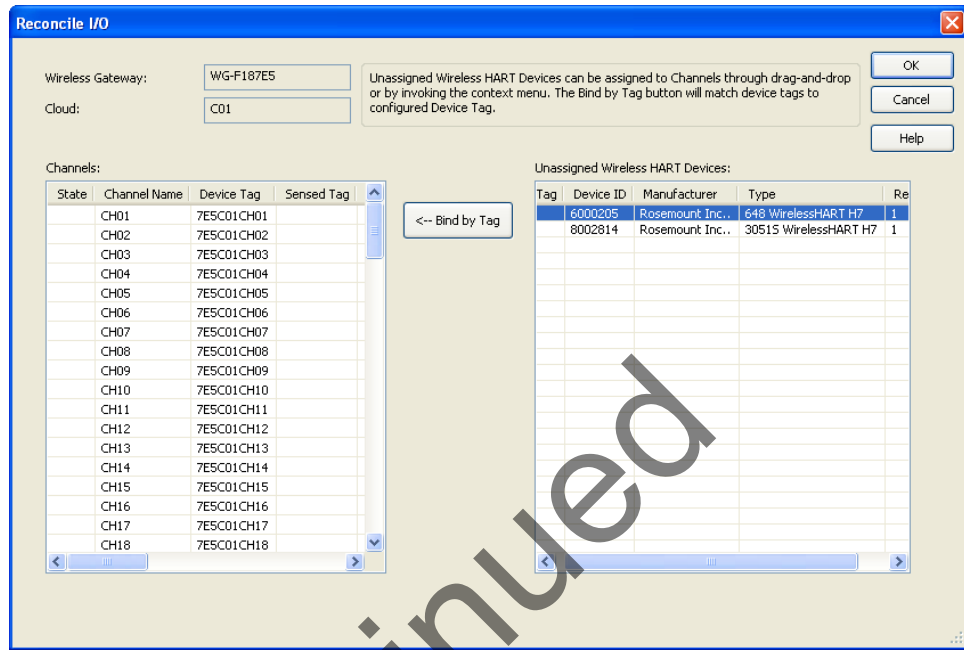 Reconcile I/O
Wireless Gateway:
WG-F187E5
Cloud:
C01
Unassigned Wireless HART Devices can be assigned to Channels through drag-and-drop
or by invoking the context menu. The Bind by Tag button will match device tags to
configured Device Tag.
OK
Cancel
Help
Channels:
State Channel Name Device Tag Sensed Tag
CH01 7E5C01CH01
CH02 7E5C01CH02
CH03 7E5C01CH03
CH04 7E5C01CH04
CH05 7E5C01CH05
CH06 7E5C01CH06
CH07 7E5C01CH07
CH08 7E5C01CH08
CH09 7E5C01CH09
CH10 7E5C01CH10
CH11 7E5C01CH11
CH12 7E5C01CH12
CH13 7E5C01CH13
CH14 7E5C01CH14
CH15 7E5C01CH15
CH16 7E5C01CH16
CH17 7E5C01CH17
CH18 7E5C01CH18
<-- Bind by Tag
Unassigned Wireless HART Devices:
Tag Device ID Manufacturer Type Re
6000205 Rosemount Inc.. 648 WirelessHART H7 1
8002814 Rosemount Inc.. 3051S WirelessHART H7 1
inued